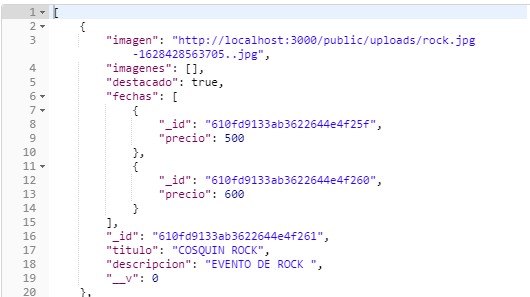 1 [
2 {
3 "imagen": "http://localhost:3000/public/uploads/rock.jpg
-1628428563705..jpg",
4 "imagenes": [],
5 "destacado": true,
6 "fechas": [
7 {
8 "_id": "610fd9133ab3622644e4f25f",
9 "precio": 500
10 },
11 {
12 "_id": "610fd9133ab3622644e4f260",
13 "precio": 600
14 }
15 ],
16 "_id": "610fd9133ab3622644e4f261",
17 "titulo": "COSQUIN ROCK",
18 "descripcion": "EVENTO DE ROCK ",
19 "__v": 0
20 },